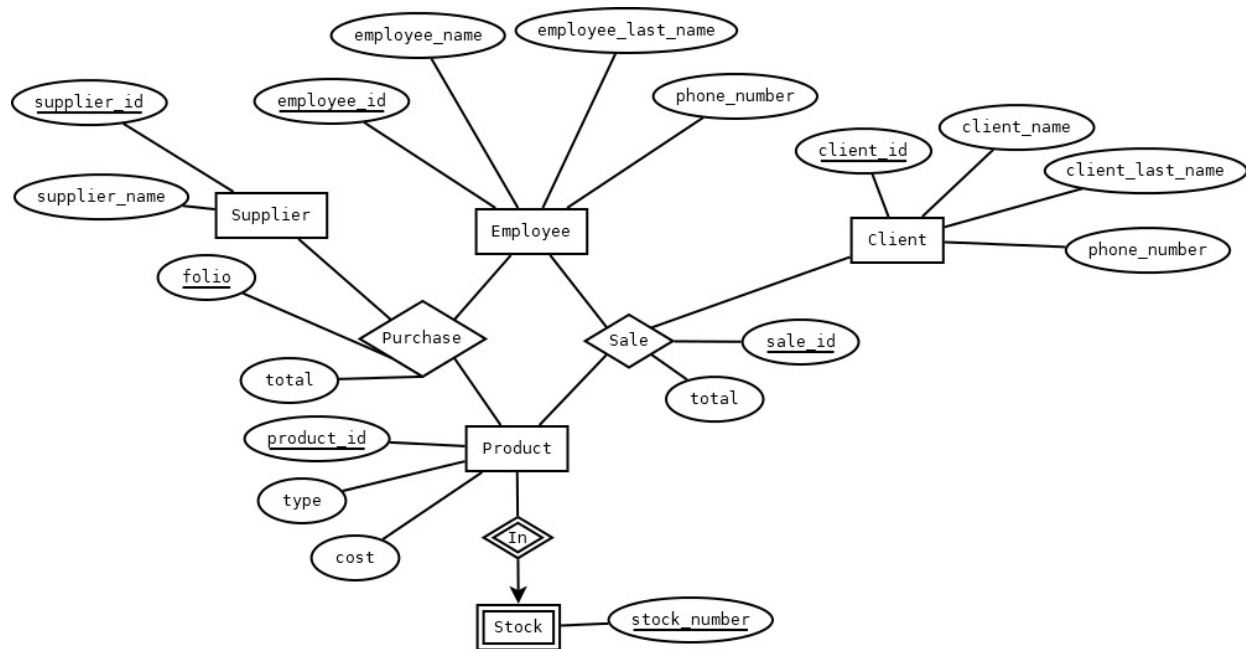 employee_name
employee_last_name
supplier_id
employee_id
phone_number
client_id
client_name
client_last_name
supplier_name
Supplier
Employee
Client
phone_number
folio
Purchase
Sale
sale_id
total
total
product_id
Product
type
cost
In
Stock
stock_number